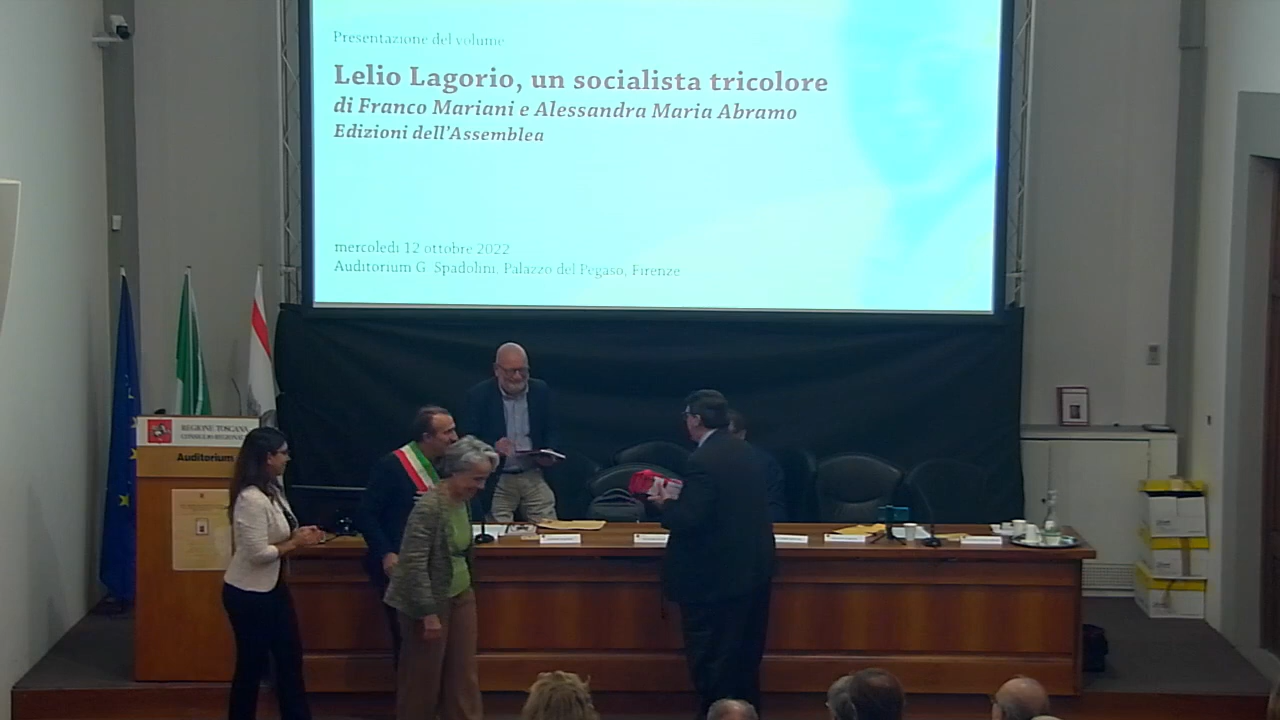 Presentazione del volume
Lelio Lagorio, un socialista tricolore
di Franco Mariani e Alessandra Maria Abramo
Edizioni dell'Assemblea
mercoledì 12 ottobre 2022
Auditorium G. Spadolini, Palazzo del Pegaso, Firenze
REGIONE TOSCANA
Auditorium